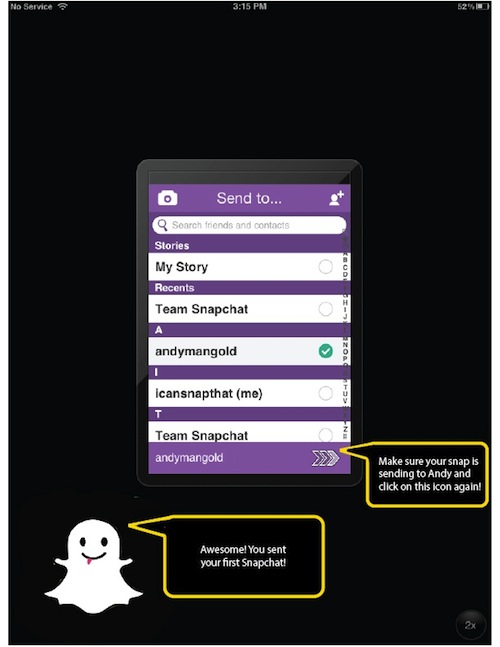 No Service 3:15 PM 52%
Send to...
Search friends and contacts
Stories
My Story
Recents
Team Snapchat
A
andymangold
I
icansnapthat (me)
T
Team Snapchat
andymangold
Make sure your snap is
sending to Andy and
click on this icon again!
Awesome! You sent
your first Snapchat!
2x